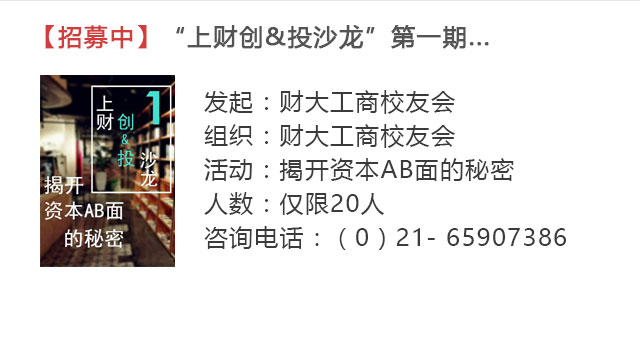 【招募中】“上财创&投沙龙”第一期...
上财
创&投
沙龙
1
揭开
资本AB面
的秘密
发起：财大工商校友会
组织：财大工商校友会
活动：揭开资本AB面的秘密
人数：仅限20人
咨询电话：（0）21- 65907386